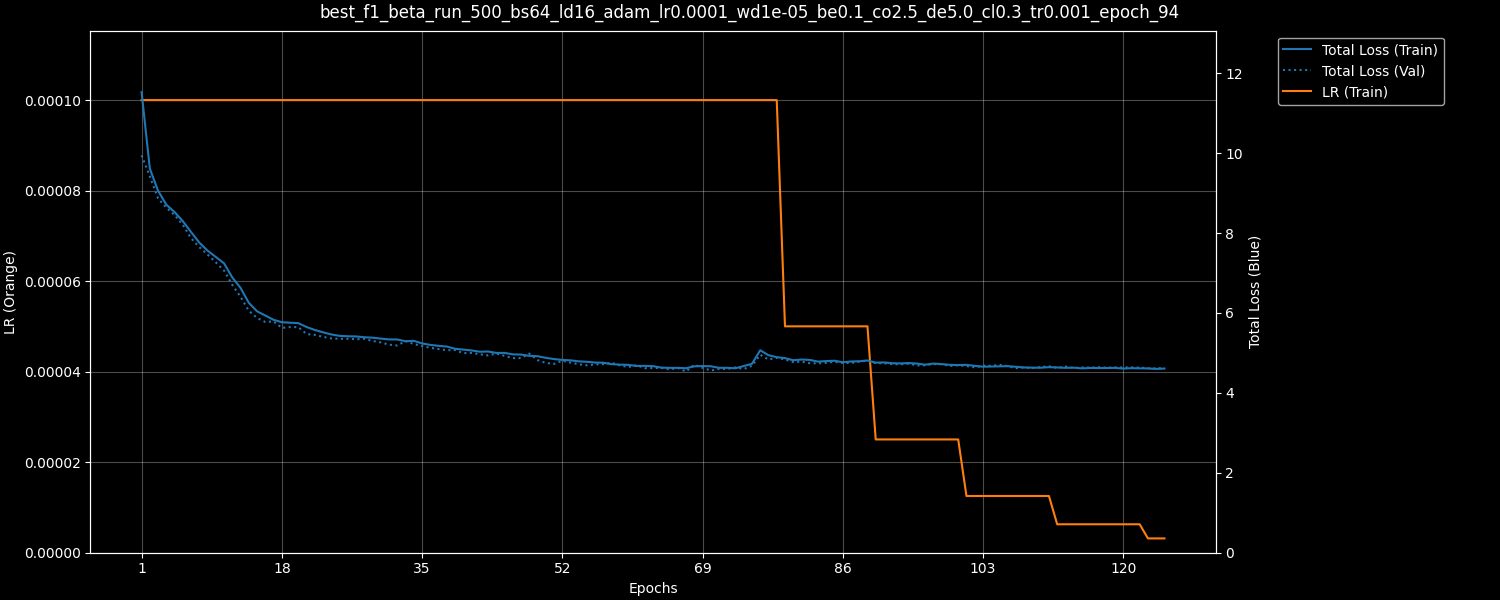 best_f1_beta_run_500_bs64_ld16_adam_lr0.0001_wd1e-05_be0.1_co2.5_de5.0_cl0.3_tr0.001_epoch_94
Total Loss (Train)
Total Loss (Val)
LR (Train)
LR (Orange)
0.00010
0.00008
0.00006
0.00004
0.00002
0.00000
12
10
8
6
4
2
0
Total Loss (Blue)
1 18 35 52 69 86 103 120
Epochs